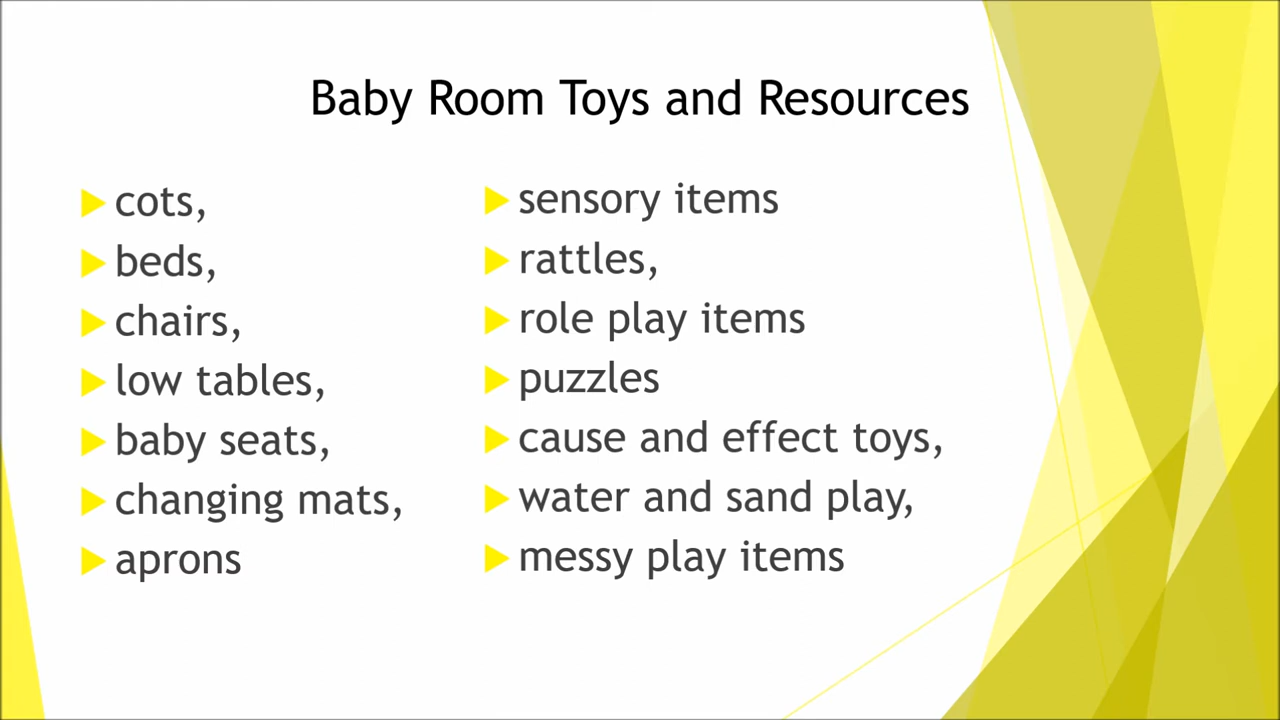 Baby Room Toys and Resources
cots,
beds,
chairs,
low tables,
baby seats,
changing mats,
aprons
sensory items
rattles,
role play items
puzzles
cause and effect toys,
water and sand play,
messy play items